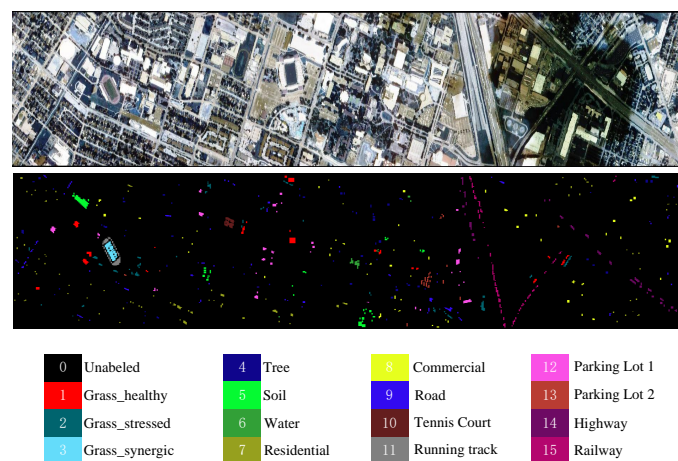 0 Unabeled 4 Tree 8 Commercial 12 Parking Lot 1
1 Grass_healthy 5 Soil 9 Road 13 Parking Lot 2
2 Grass_stressed 6 Water 10 Tennis Court 14 Highway
3 Grass_synergic 7 Residential 11 Running track 15 Railway